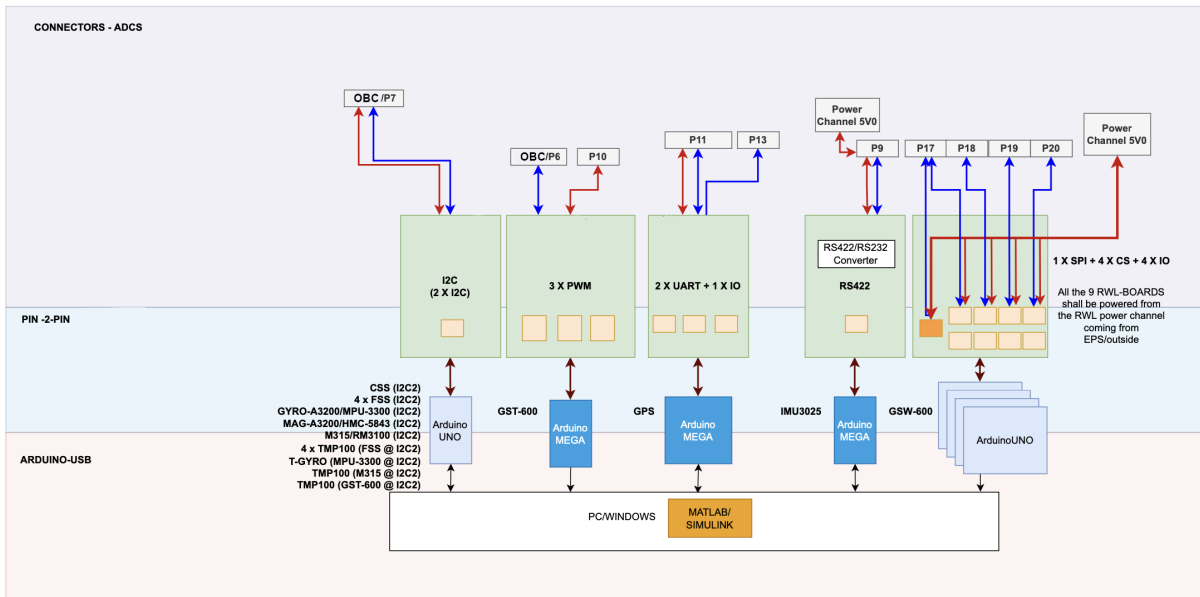 CONNECTORS - ADCS
OBC/P7
OBC/P6
P10
P11
P13
Power
Channel 5V0
P9
P17
P18
P19
P20
Power
Channel 5V0
I2C
(2 X I2C)
3 X PWM
2 X UART + 1 X IO
RS422/RS232
Converter
RS422
1 X SPI + 4 X CS + 4 X IO
All the 9 RWL-BOARDS
shall be powered from
the RWL power channel
coming from
EPS/outside
PIN -2-PIN
CSS (I2C2)
4 x FSS (I2C2)
GYRO-A3200/MPU-3300 (I2C2)
MAG-A3200/HMC-5843 (I2C2)
M315/RM3100 (I2C2)
4 x TMP100 (FSS @ I2C2)
T-GYRO (MPU-3300 @ I2C2)
TMP100 (M315 @ I2C2)
TMP100 (GST-600 @ I2C2)
Arduino
UNO
GST-600
Arduino
MEGA
GPS
Arduino
MEGA
IMU3025
Arduino
MEGA
GSW-600
ArduinoUNO
ARDUINO-USB
PC/WINDOWS
MATLAB/
SIMULINK